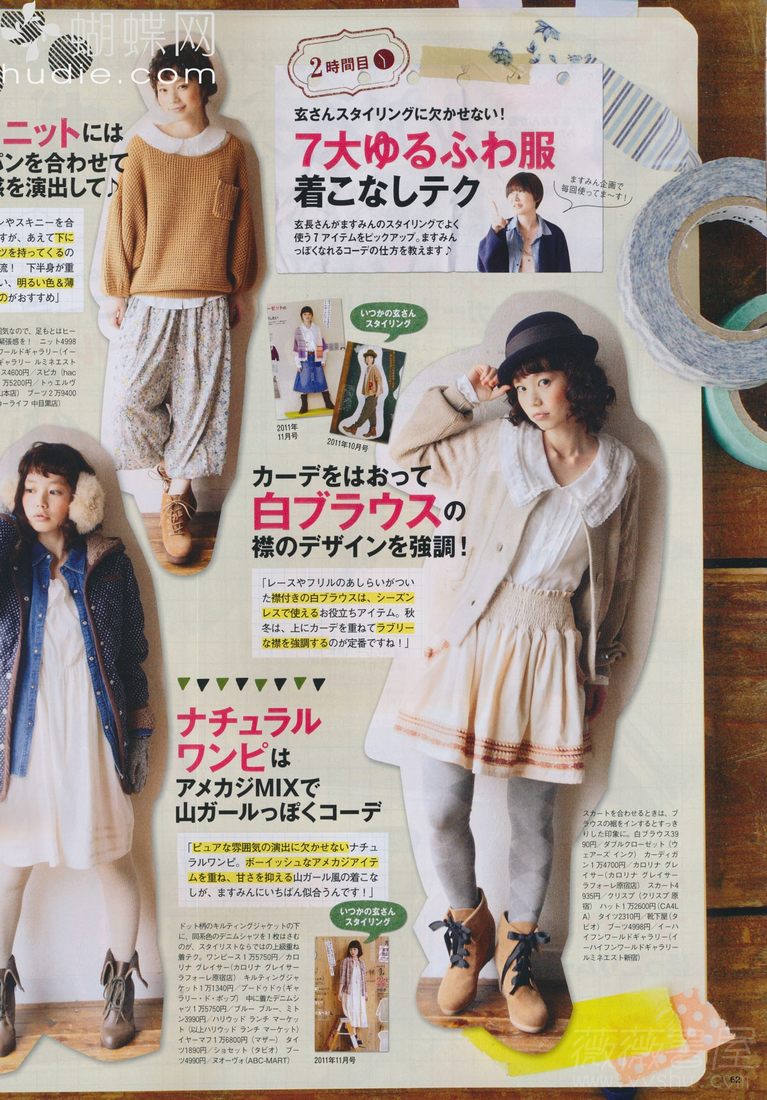 蝴蝶网
hudie.com
2時間目
玄さんスタイリングに欠かせない!
7大ゆるふわ服
着こなしテク
玄長さんがますみんのスタイリングでよく
使う7アイテムをピックアップ。ますみん
っぽくなれるコーデの仕方を教えます♪
ますみん企画で
毎回使ってま〜す!
ニットには
パンを合わせて
を演出して♪
ンやスキニーを合
すが、あえて下に
ツを持ってくるの
流! 下半身が重
い、明るい色&薄
のがおすすめ」
囲気なので、足もとはヒー
緊張感を! ニット4998
ワールドギャラリー(イー
ギャラリー ルミネエスト
ス4600円/スピカ(hac
1万5200円/トゥエルヴ
山本店) ブーツ2万9400
ーライフ 中目黒店)
いつかの玄さん
スタイリング
2011年
11月号
2011年10月号
カーデをはおって
白ブラウスの
襟のデザインを強調!
「レースやフリルのあしらいがつい
た襟付きの白ブラウスは、シーズン
レスで使えるお役立ちアイテム。秋
冬は、上にカーデを重ねてラブリー
な襟を強調するのが定番ですね!」
ナチュラル
ワンピは
アメカジMIXで
山ガールっぽくコーデ
「ピュアな雰囲気の演出に欠かせないナチュ
ラルワンピ。ボーイッシュなアメカジアイテ
ムを重ね、甘さを抑える山ガール風の着こな
しが、ますみんにいちばん似合うんです!」
ドット柄のキルティングジャケットの下
に、同系色のデニムシャツを1枚はさむ
のが、スタイリストならではの上級重ね
着テク。ワンピース1万5750円/カロ
リナ グレイサー(カロリナ グレイサー
ラフォーレ原宿店) キルティングジャ
ケット1万1340円/プードゥドゥ(ギャラ
リー・ド・ポップ) 中に着たデニムシ
ャツ1万5750円/ブルー ブルー、ミト
ン3990円/ハリウッド ランチ マーケッ
ト(以上ハリウッド ランチ マーケット)
イヤーマフ1万6800円(マザー) タイ
ツ1890円/ショセット(タビオ) ブー
ツ4990円/ヌオーヴォ(ABC-MART)
いつかの玄さん
スタイリング
2011年11月号
スカートを合わせるときは、ブ
ラウスの裾をインするとすっき
りした印象に。白ブラウス39
90円/ダブルクローゼット(ウ
ェアーズ インク) カーディガ
ン1万4700円/カロリナ グレ
イサー(カロリナ グレイサー
ラフォーレ原宿店) スカート4
935円/クリスプ(クリスプ 原
宿) ハット1万2600円(CA4L
A) タイツ2310円/靴下屋(タ
ビオ) ブーツ4998円/イーハ
イフンワールドギャラリー(イ
ーハイフンワールドギャラリー
ルミネエスト新宿)
薇薇書屋
62